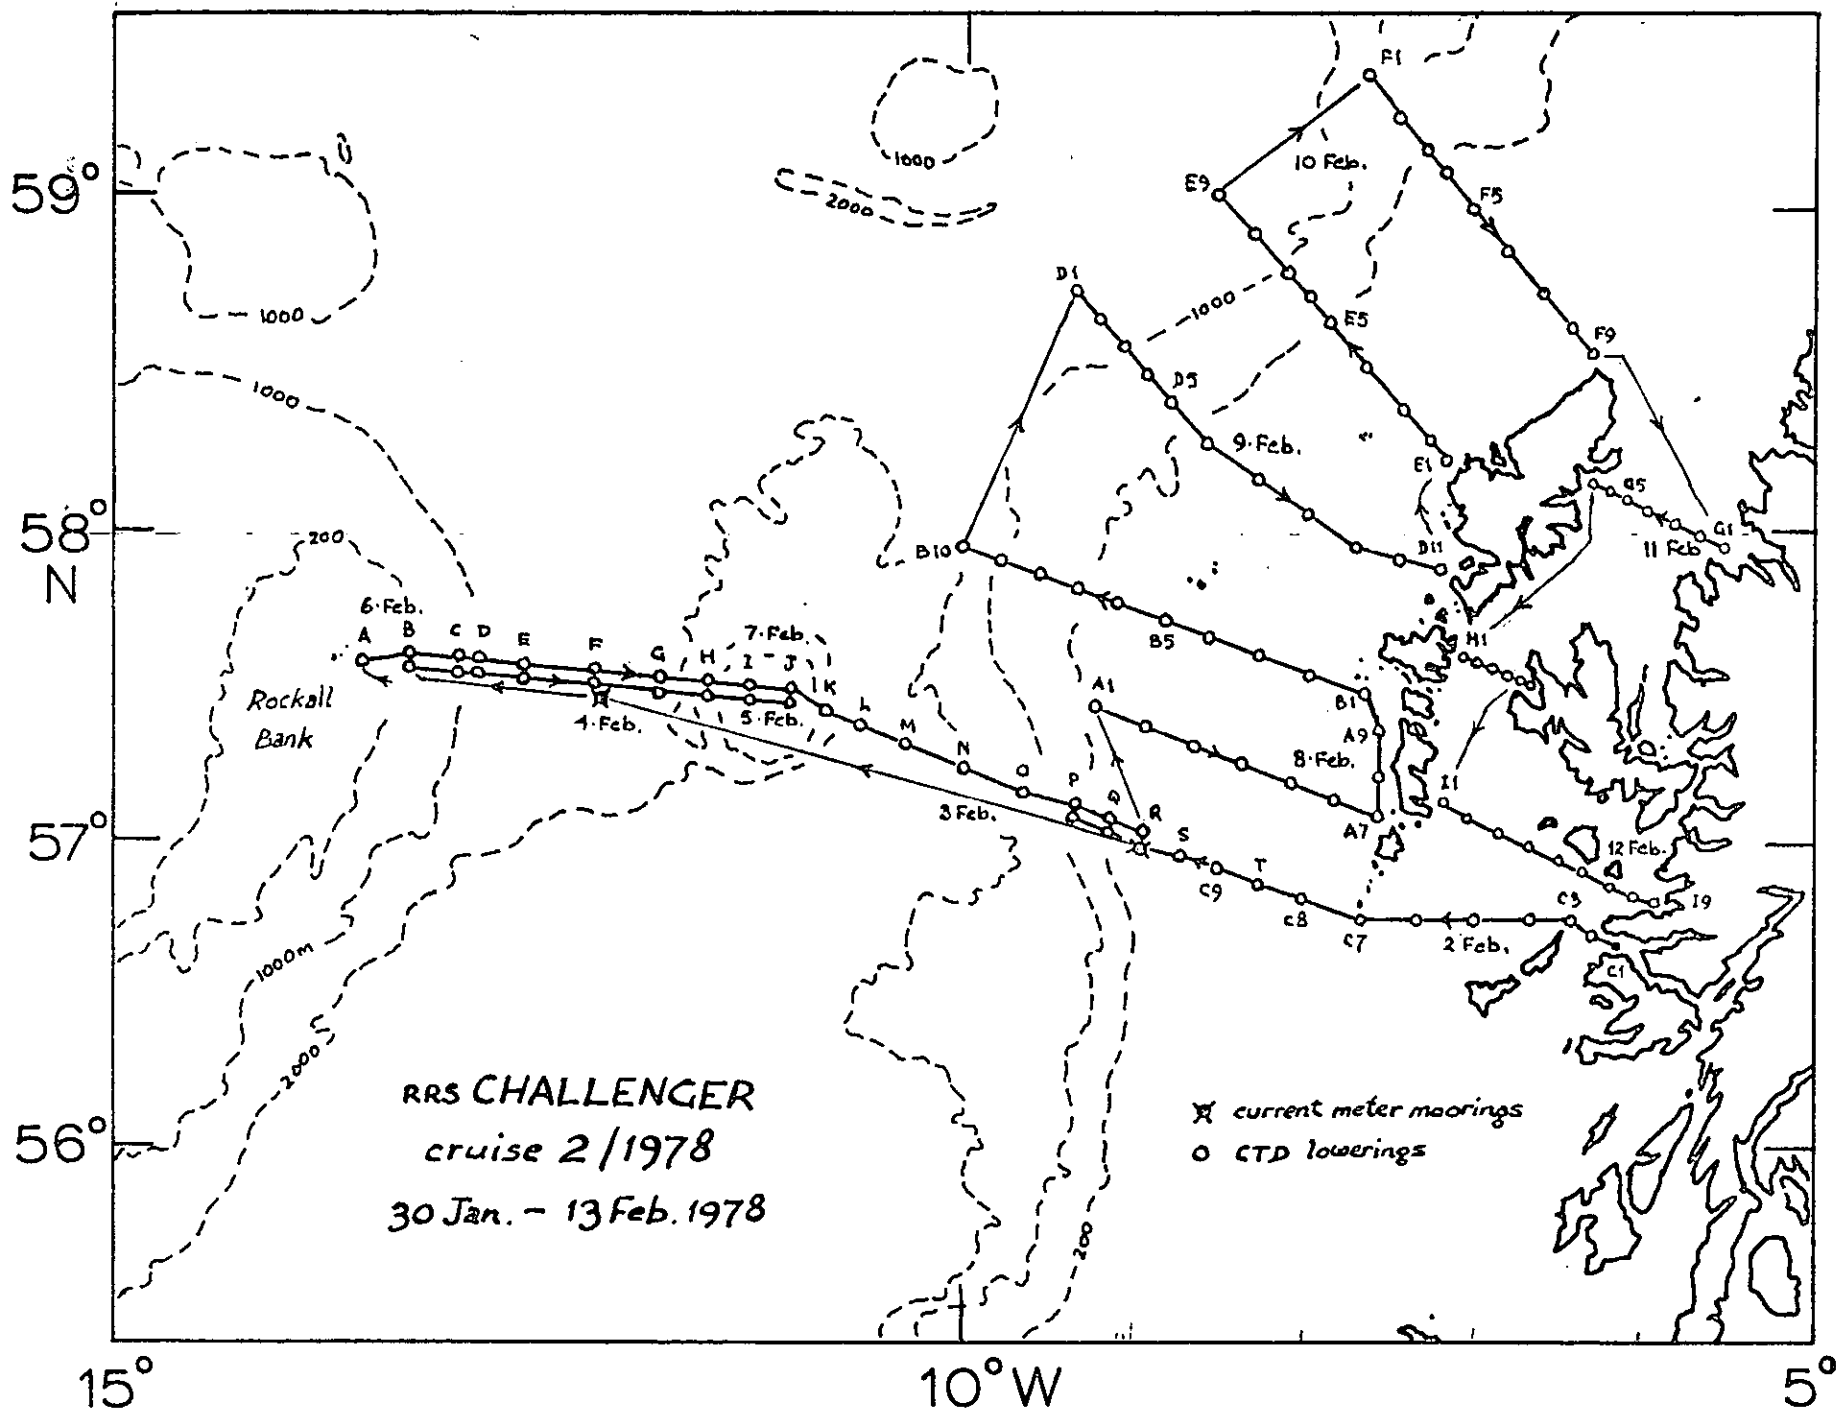 F1
1000
10 Feb.
59°
E9
2000
F5
D1
1000
1000
E5
F9
1000
D5
9.Feb.
E1
G5
58°
200
B10
D11
G1
11 Feb
N
6.Feb.
A B C D E F G H I J K L M N O P Q R S T
7.Feb.
B5
H1
Rockall
Bank
4.Feb.
5.Feb.
A1
B1
A9
8.Feb.
I1
3 Feb.
57°
A7
12 Feb.
C9
C8
C7
C3
I9
2 Feb.
C1
1000m
2000
RRS CHALLENGER
cruise 2/1978
30 Jan. - 13 Feb. 1978
current meter moorings
CTD lowerings
56°
200
15°
10°W
5°